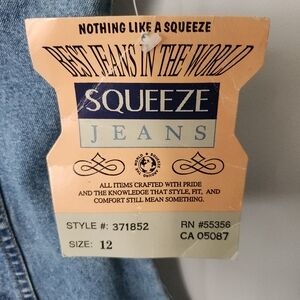 NOTHING LIKE A SQUEEZE
BEST JEANS IN THE WORLD
SQUEEZE
JEANS
ALL ITEMS CRAFTED WITH PRIDE
AND THE KNOWLEDGE THAT STYLE, FIT, AND
COMFORT STILL MEAN SOMETHING.
STYLE #: 371852
RN #55356
CA 05087
SIZE: 12